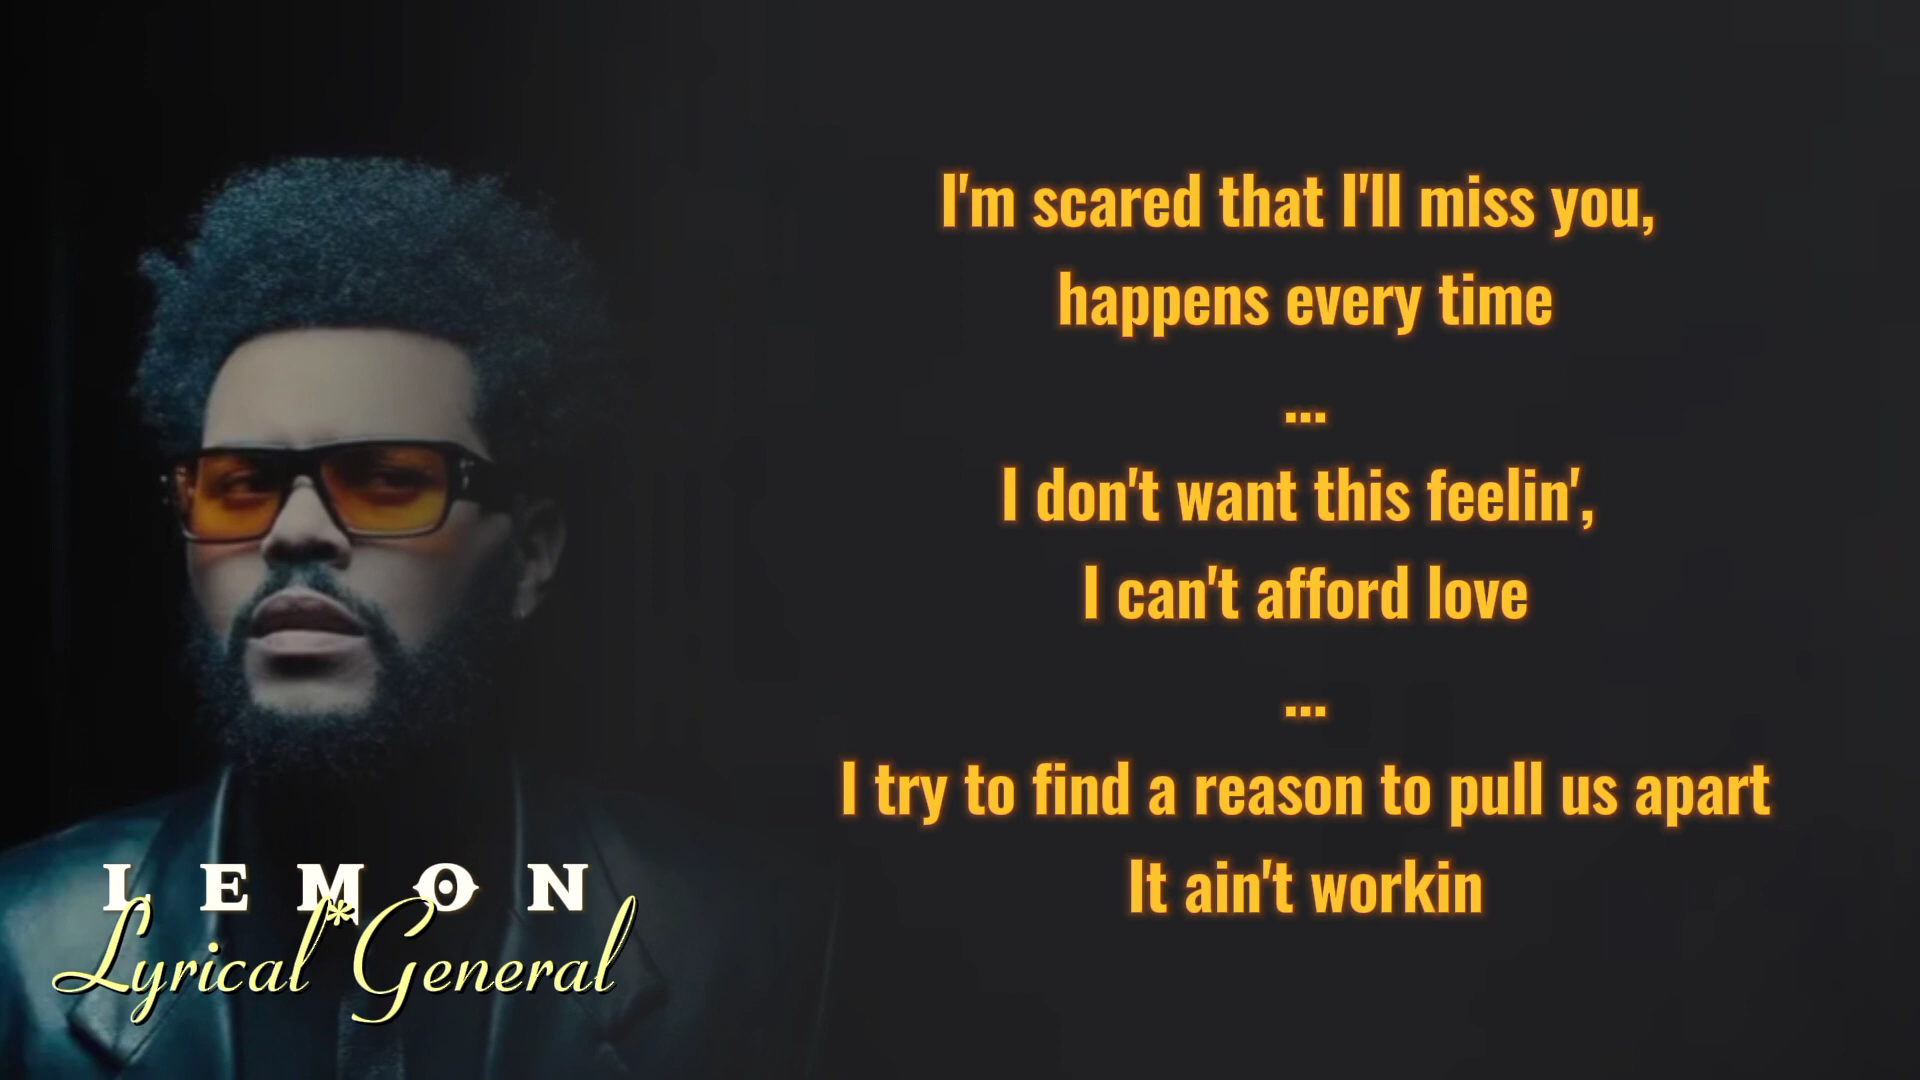 I'm scared that I'll miss you,
happens every time
...
I don't want this feelin',
I can't afford love
...
I try to find a reason to pull us apart
It ain't workin
LEMON
Lyrical*General